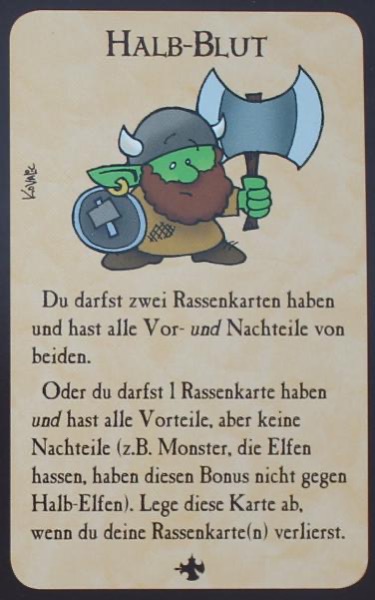 HALB-BLUT
KOVALIC
Du darfst zwei Rassenkarten haben
und hast alle Vor- und Nachteile von
beiden.
Oder du darfst 1 Rassenkarte haben
und hast alle Vorteile, aber keine
Nachteile (z.B. Monster, die Elfen
hassen, haben diesen Bonus nicht gegen
Halb-Elfen). Lege diese Karte ab,
wenn du deine Rassenkarte(n) verlierst.